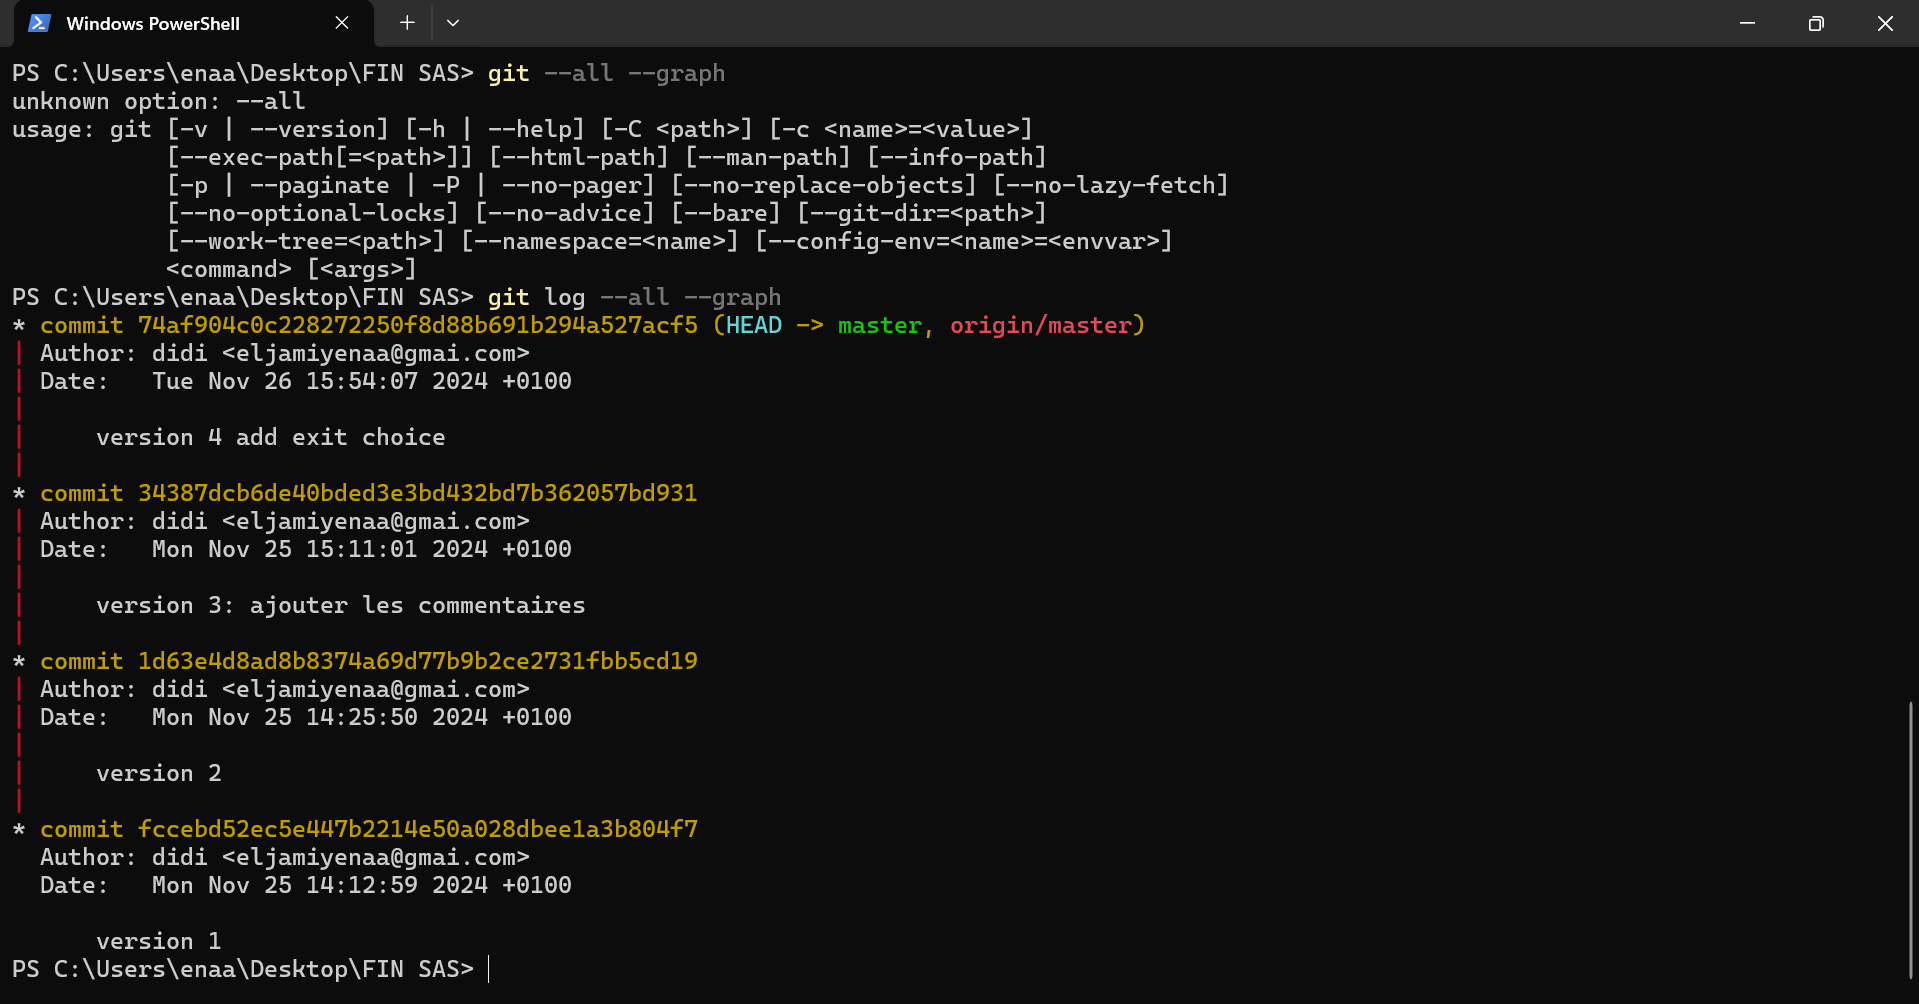 Windows PowerShell
PS C:\Users\enaa\Desktop\FIN SAS> git --all --graph
unknown option: --all
usage: git [-v | --version] [-h | --help] [-C <path>] [-c <name>=<value>]
           [--exec-path[=<path>]] [--html-path] [--man-path] [--info-path]
           [-p | --paginate | -P | --no-pager] [--no-replace-objects] [--no-lazy-fetch]
           [--no-optional-locks] [--no-advice] [--bare] [--git-dir=<path>]
           [--work-tree=<path>] [--namespace=<name>] [--config-env=<name>=<envvar>]
           <command> [<args>]
PS C:\Users\enaa\Desktop\FIN SAS> git log --all --graph
* commit 74af904c0c228272250f8d88b691b294a527acf5 (HEAD -> master, origin/master)
| Author: didi <eljamiyenaa@gmai.com>
| Date:   Tue Nov 26 15:54:07 2024 +0100
|
|     version 4 add exit choice
|
* commit 34387dcb6de40bded3e3bd432bd7b362057bd931
| Author: didi <eljamiyenaa@gmai.com>
| Date:   Mon Nov 25 15:11:01 2024 +0100
|
|     version 3: ajouter les commentaires
|
* commit 1d63e4d8ad8b8374a69d77b9b2ce2731fbb5cd19
| Author: didi <eljamiyenaa@gmai.com>
| Date:   Mon Nov 25 14:25:50 2024 +0100
|
|     version 2
|
* commit fccebd52ec5e447b2214e50a028dbee1a3b804f7
  Author: didi <eljamiyenaa@gmai.com>
  Date:   Mon Nov 25 14:12:59 2024 +0100

      version 1
PS C:\Users\enaa\Desktop\FIN SAS>